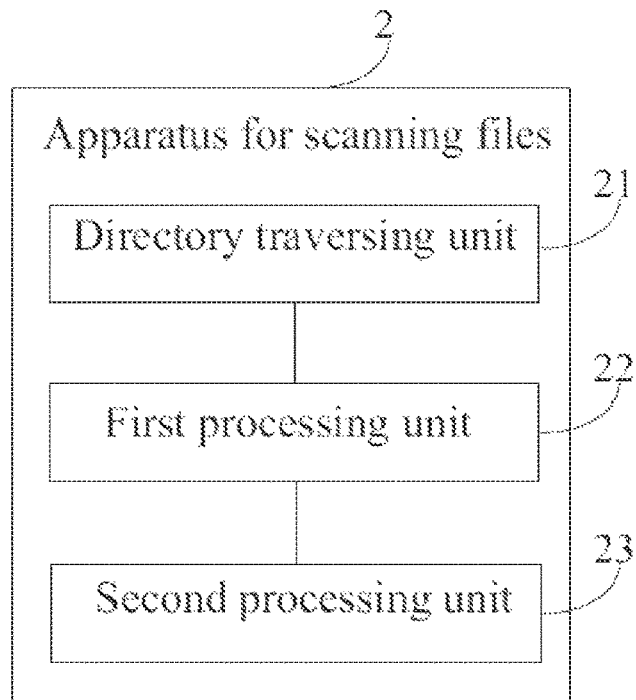 2
Apparatus for scanning files
21
Directory traversing unit
22
First processing unit
23
Second processing unit